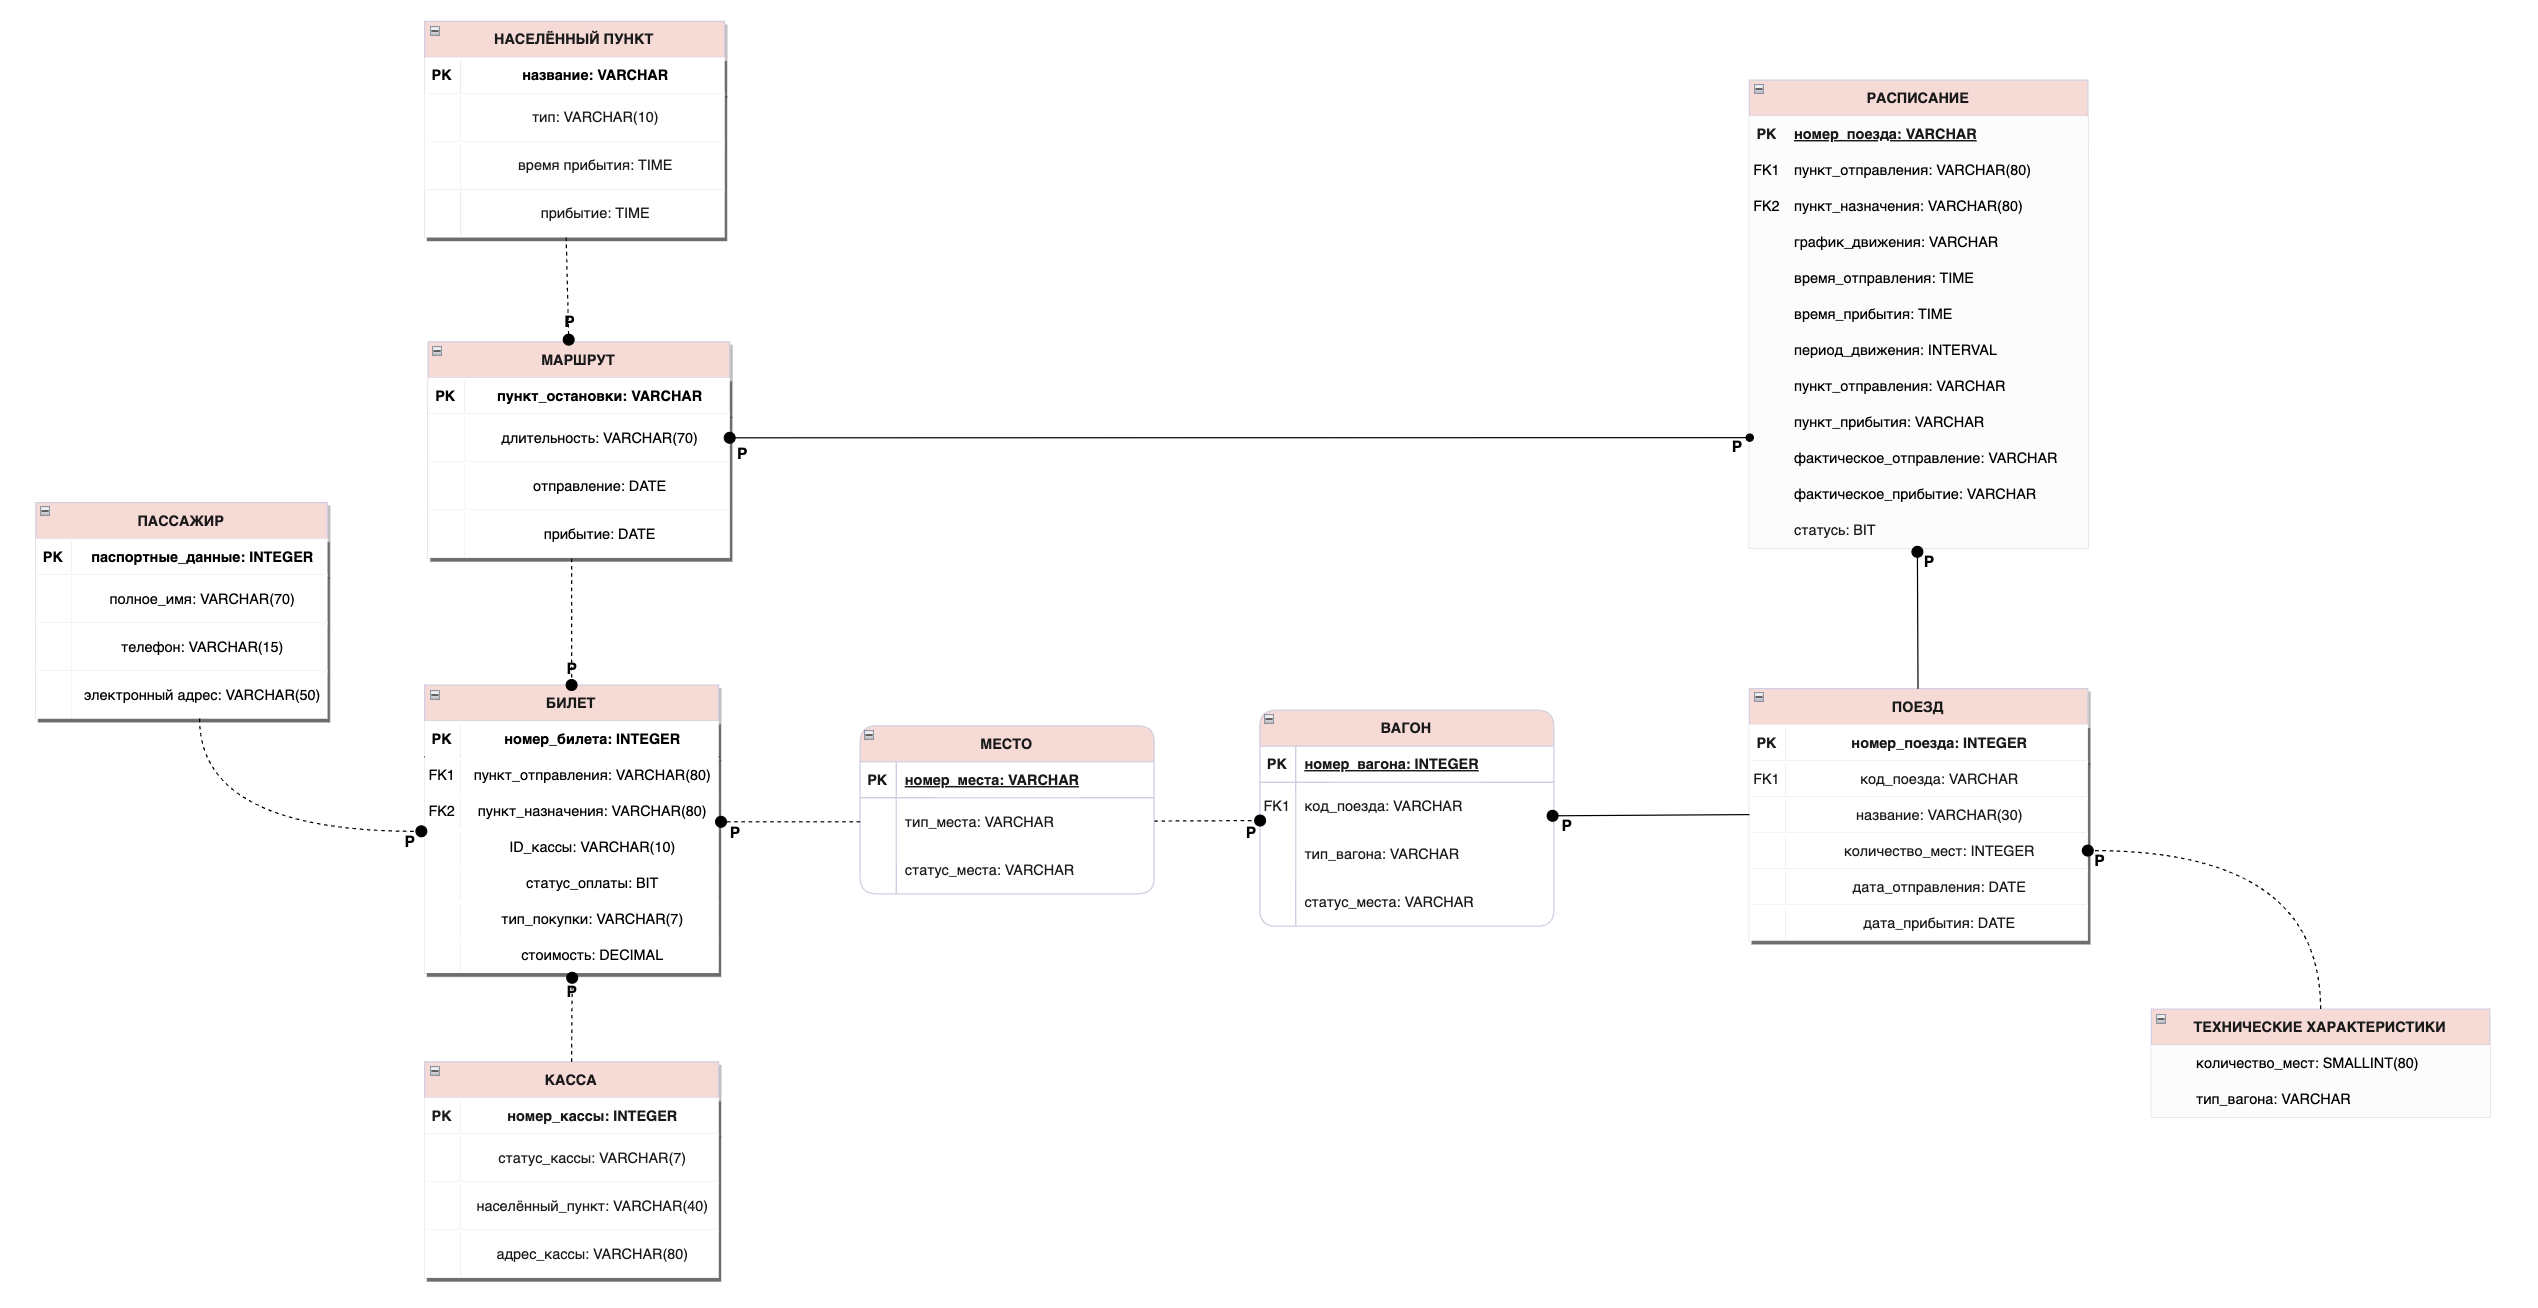 НАСЕЛЁННЫЙ ПУНКТ
PK название: VARCHAR
тип: VARCHAR(10)
время прибытия: TIME
прибытие: TIME
P
МАРШРУТ
PK пункт_остановки: VARCHAR
длительность: VARCHAR(70)
отправление: DATE
прибытие: DATE
P
P
РАСПИСАНИЕ
PK номер_поезда: VARCHAR
FK1 пункт_отправления: VARCHAR(80)
FK2 пункт_назначения: VARCHAR(80)
график_движения: VARCHAR
время_отправления: TIME
время_прибытия: TIME
период_движения: INTERVAL
пункт_отправления: VARCHAR
пункт_прибытия: VARCHAR
фактическое_отправление: VARCHAR
фактическое_прибытие: VARCHAR
статусь: BIT
P
ПАССАЖИР
PK паспортные_данные: INTEGER
полное_имя: VARCHAR(70)
телефон: VARCHAR(15)
электронный адрес: VARCHAR(50)
P
P
БИЛЕТ
PK номер_билета: INTEGER
FK1 пункт_отправления: VARCHAR(80)
FK2 пункт_назначения: VARCHAR(80)
ID_кассы: VARCHAR(10)
статус_оплаты: BIT
тип_покупки: VARCHAR(7)
стоимость: DECIMAL
P
P
МЕСТО
PK номер_места: VARCHAR
тип_места: VARCHAR
статус_места: VARCHAR
P
ВАГОН
PK номер_вагона: INTEGER
FK1 код_поезда: VARCHAR
тип_вагона: VARCHAR
статус_места: VARCHAR
P
ПОЕЗД
PK номер_поезда: INTEGER
FK1 код_поезда: VARCHAR
название: VARCHAR(30)
количество_мест: INTEGER
дата_отправления: DATE
дата_прибытия: DATE
P
КАССА
PK номер_кассы: INTEGER
статус_кассы: VARCHAR(7)
населённый_пункт: VARCHAR(40)
адрес_кассы: VARCHAR(80)
ТЕХНИЧЕСКИЕ ХАРАКТЕРИСТИКИ
количество_мест: SMALLINT(80)
тип_вагона: VARCHAR